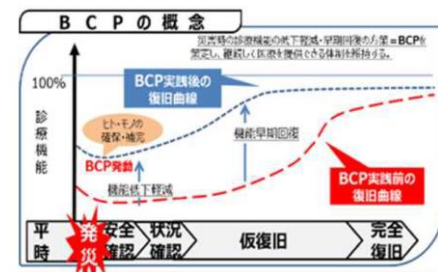 BCPの概念
災害時の診療機能の低下軽減・早期回復の方策=BCPを
策定し、継続しく医療を提供できる体制を維持する。
100%
BCP実践後の
復旧曲線
診療機能
ヒト・モノの
確保・補完
BCP発動
機能低下軽減
機能早期回復
BCP実践前の
復旧曲線
平時
発災
安全
確認
状況
確認
仮復旧
完全
復旧